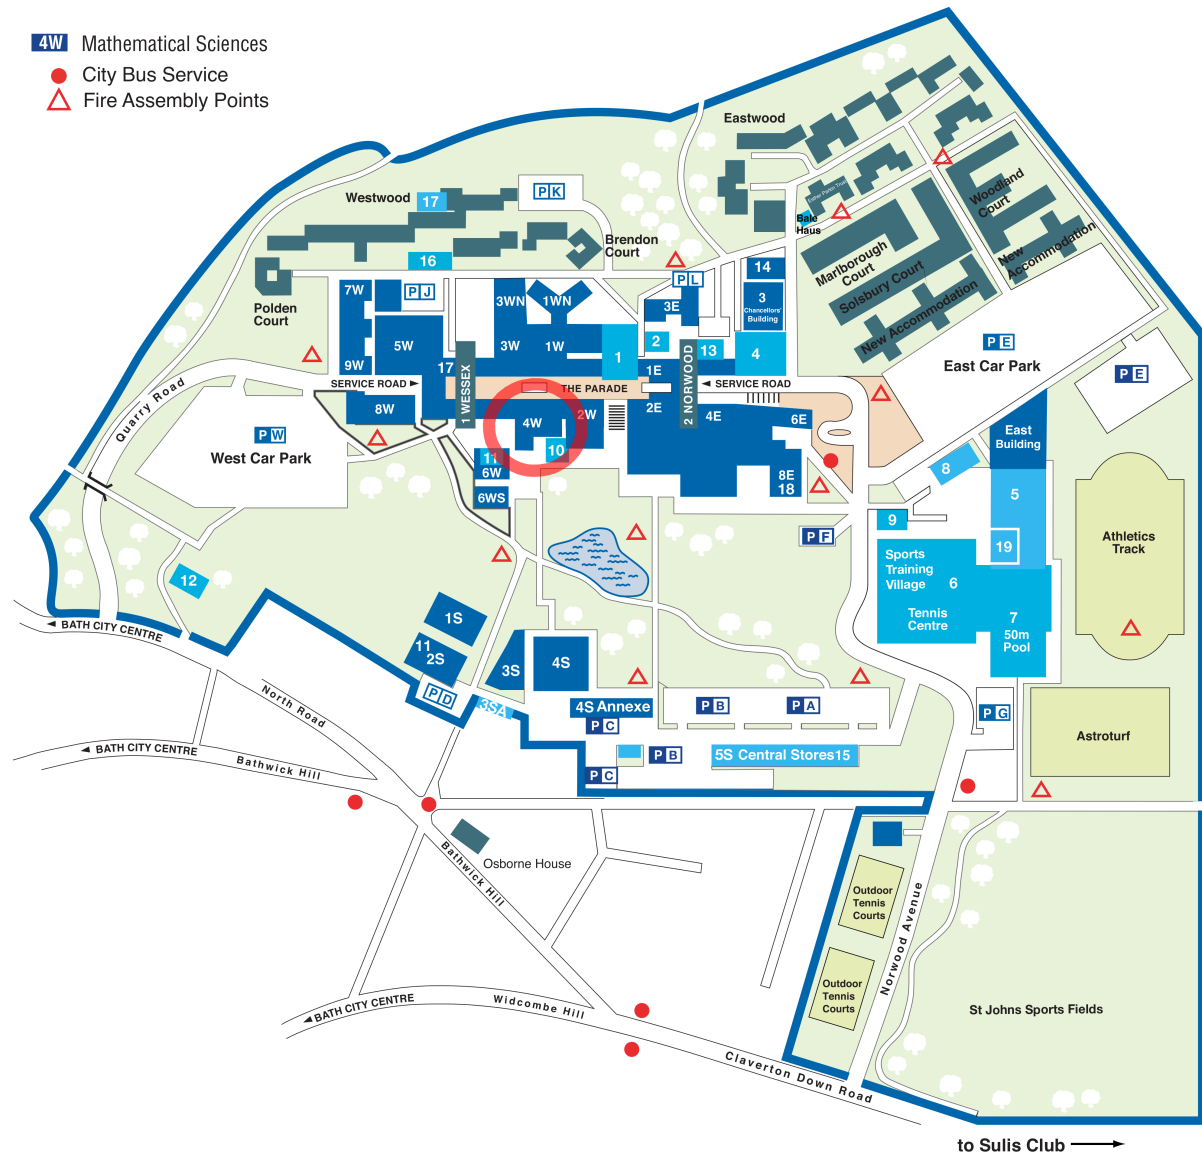 4W Mathematical Sciences
City Bus Service
Fire Assembly Points
Eastwood
Esther Parkin Trust
Westwood
17
P K
Bale
Haus
Woodland
Court
Brendon
Court
New
Accommodation
Marlborough
Court
Solsbury Court
New Accommodation
16
Polden
Court
7W
P J
3WN
1WN
P L
14
3
Chancellors'
Building
3E
5W
3W
1W
1
2
13
4
9W
17
1E
1 WESSEX
2 NORWOOD
SERVICE ROAD
THE PARADE
SERVICE ROAD
P E
East Car Park
P E
Quarry Road
8W
4W
2W
2E
4E
6E
P W
West Car Park
11
10
6W
6WS
8E
18
East
Building
8
5
9
19
P F
Athletics
Track
Sports
Training
Village
6
Tennis
Centre
7
50m
Pool
12
BATH CITY CENTRE
1S
11
2S
3S
4S
P D
3SA
4S Annexe
P C
P B
P A
P G
Astroturf
P B
P C
5S Central Stores15
North Road
BATH CITY CENTRE
Bathwick Hill
Bathwick Hill
Osborne House
Outdoor
Tennis
Courts
Norwood Avenue
Outdoor
Tennis
Courts
St Johns Sports Fields
BATH CITY CENTRE
Widcombe Hill
Claverton Down Road
to Sulis Club